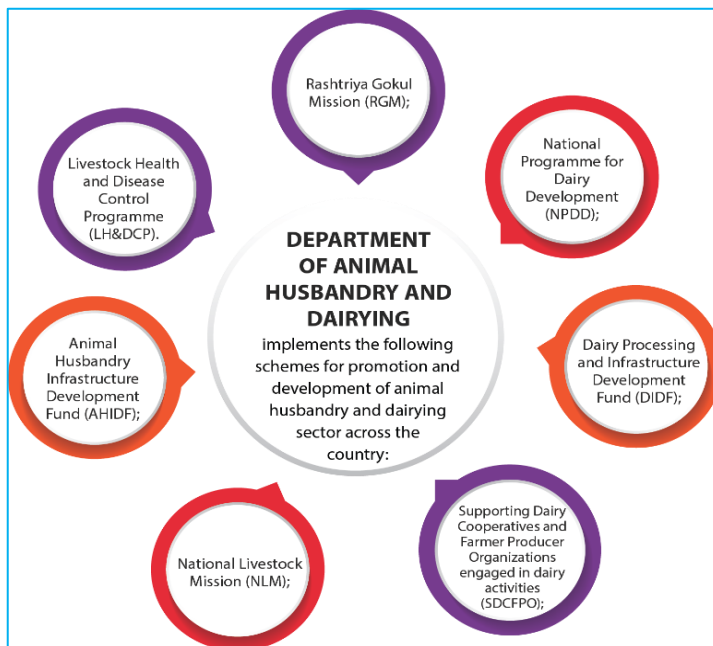 DEPARTMENT
OF ANIMAL
HUSBANDRY AND
DAIRYING
implements the following
schemes for promotion and
development of animal
husbandry and dairying
sector across the
country:
Rashtriya Gokul
Mission (RGM);
National
Programme for
Dairy
Development
(NPDD);
Dairy Processing
and Infrastructure
Development
Fund (DIDF);
Supporting Dairy
Cooperatives and
Farmer Producer
Organizations
engaged in dairy
activities
(SDCFPO);
National Livestock
Mission (NLM);
Animal
Husbandry
Infrastructure
Development
Fund (AHIDF);
Livestock Health
and Disease
Control
Programme
(LH&DCP).